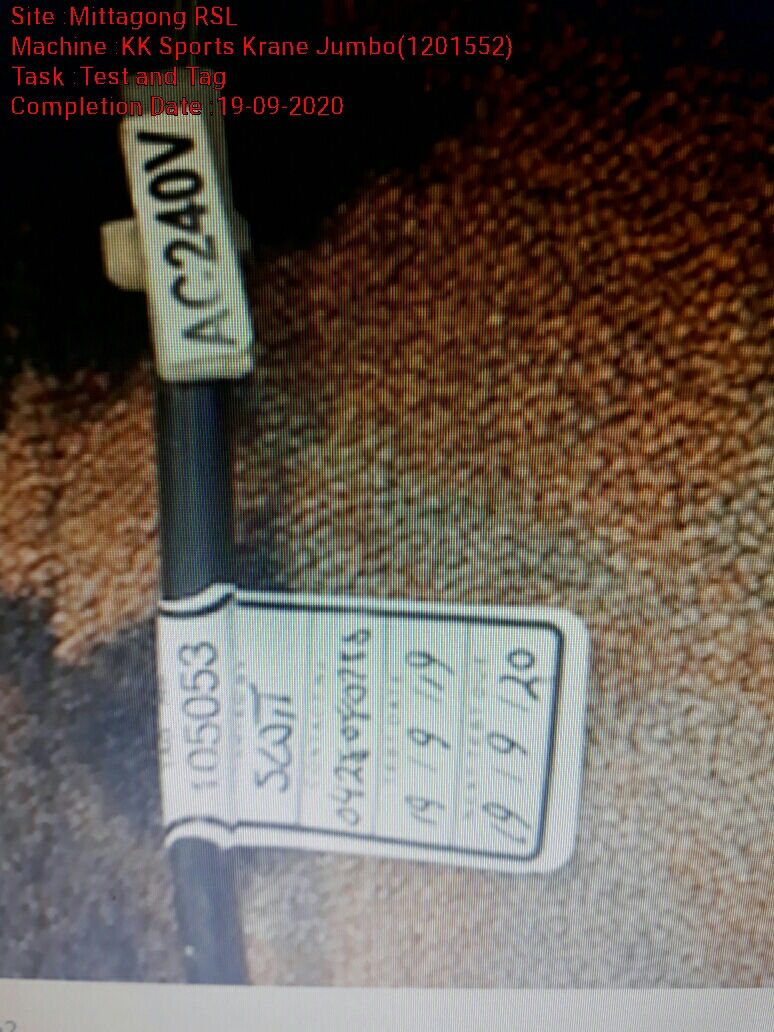 Site :Mittagong RSL
Machine :KK Sports Krane Jumbo(1201552)
Task :Test and Tag
Completion Date :19-09-2020
AC240V
105053
SCOTT
19 / 9 / 19
19 / 9 / 20